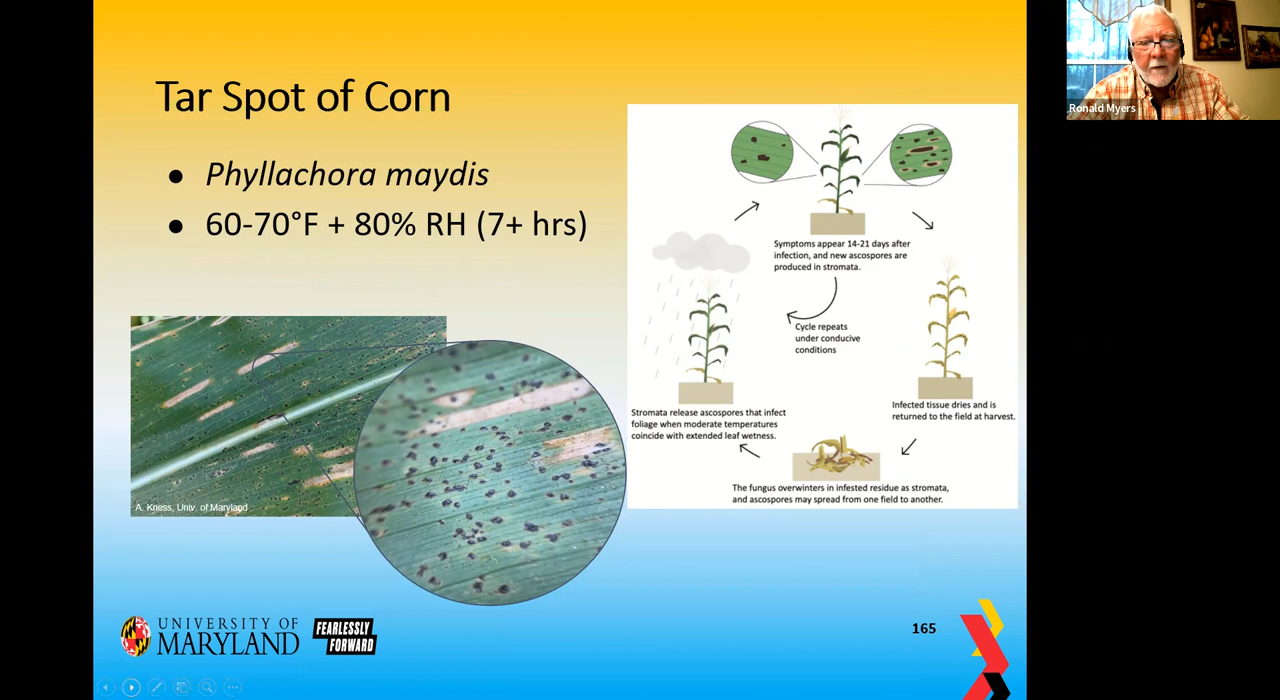 Tar Spot of Corn
● Phyllachora maydis
● 60-70°F + 80% RH (7+ hrs)
A. Kness, Univ. of Maryland
Symptoms appear 14-21 days after
infection, and new ascospores are
produced in stromata.
Cycle repeats
under conducive
conditions
Stromata release ascospores that infect
foliage when moderate temperatures
coincide with extended leaf wetness.
Infected tissue dries and is
returned to the field at harvest.
The fungus overwinters in infested residue as stromata,
and ascospores may spread from one field to another.
UNIVERSITY OF
MARYLAND
FEARLESSLY
FORWARD
165
Ronald Myers